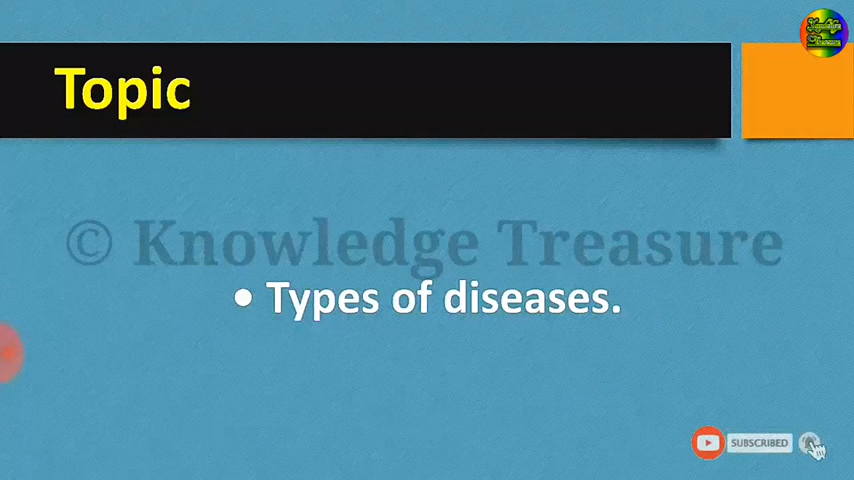 Topic
© Knowledge Treasure
• Types of diseases.
SUBSCRIBED